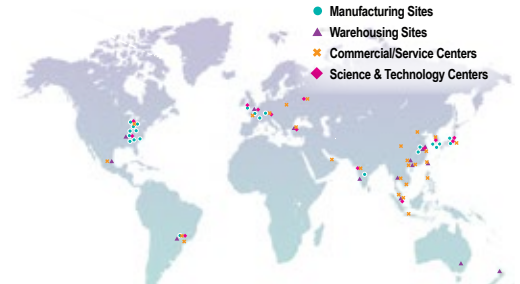 Manufacturing Sites
Warehousing Sites
Commercial/Service Centers
Science & Technology Centers